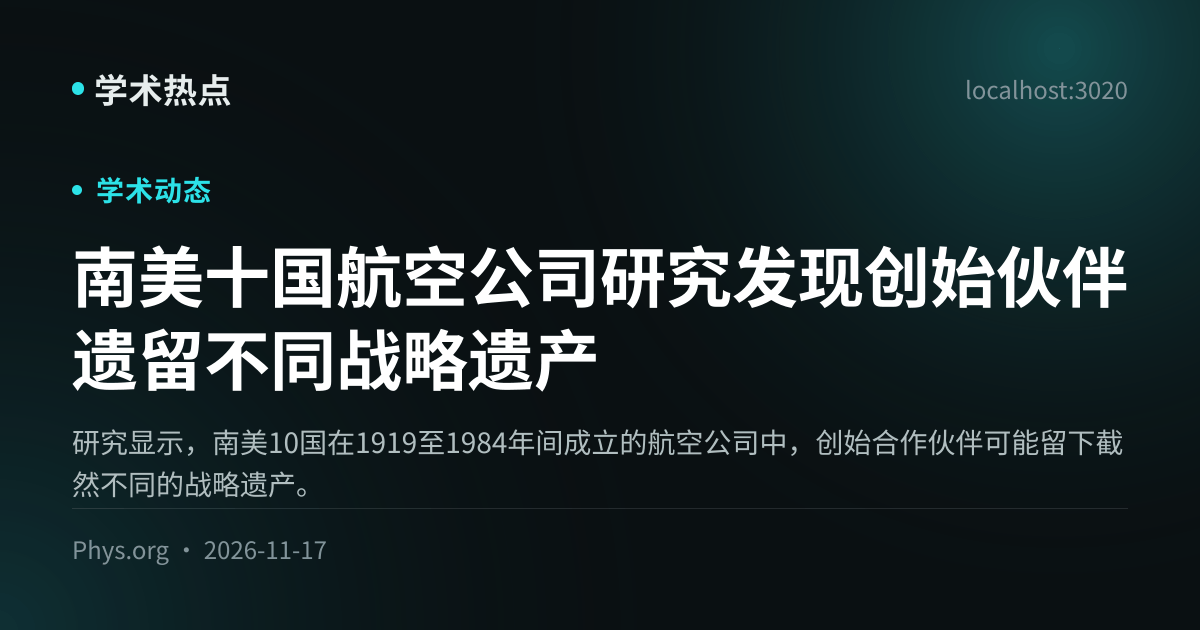 学术热点
localhost:3020
学术动态
南美十国航空公司研究发现创始伙伴
遗留不同战略遗产
研究显示，南美10国在1919至1984年间成立的航空公司中，创始合作伙伴可能留下截
然不同的战略遗产。
Phys.org • 2026-11-17